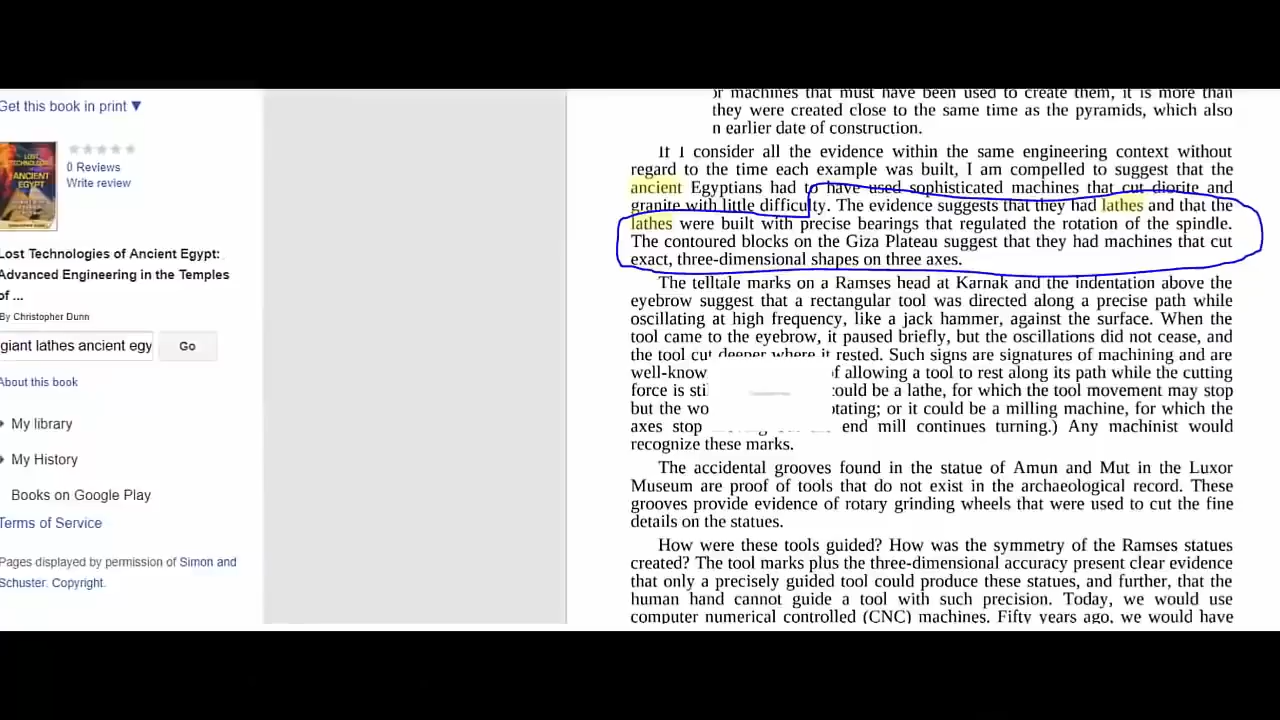 Get this book in print ▼
0 Reviews
Write review
Lost Technologies of Ancient Egypt:
Advanced Engineering in the Temples
of ...
By Christopher Dunn
giant lathes ancient egy
Go
About this book
My library
My History
Books on Google Play
Terms of Service
Pages displayed by permission of Simon and
Schuster. Copyright.
or machines that must have been used to create them, it is more than
they were created close to the same time as the pyramids, which also
n earlier date of construction.
If I consider all the evidence within the same engineering context without
regard to the time each example was built, I am compelled to suggest that the
ancient Egyptians had to have used sophisticated machines that cut diorite and
granite with little difficulty. The evidence suggests that they had lathes and that the
lathes were built with precise bearings that regulated the rotation of the spindle.
The contoured blocks on the Giza Plateau suggest that they had machines that cut
exact, three-dimensional shapes on three axes.
The telltale marks on a Ramses head at Karnak and the indentation above the
eyebrow suggest that a rectangular tool was directed along a precise path while
oscillating at high frequency, like a jack hammer, against the surface. When the
tool came to the eyebrow, it paused briefly, but the oscillations did not cease, and
the tool cut deeper where it rested. Such signs are signatures of machining and are
well-know of allowing a tool to rest along its path while the cutting
force is sti could be a lathe, for which the tool movement may stop
but the wo otating; or it could be a milling machine, for which the
axes stop end mill continues turning.) Any machinist would
recognize these marks.
The accidental grooves found in the statue of Amun and Mut in the Luxor
Museum are proof of tools that do not exist in the archaeological record. These
grooves provide evidence of rotary grinding wheels that were used to cut the fine
details on the statues.
How were these tools guided? How was the symmetry of the Ramses statues
created? The tool marks plus the three-dimensional accuracy present clear evidence
that only a precisely guided tool could produce these statues, and further, that the
human hand cannot guide a tool with such precision. Today, we would use
computer numerical controlled (CNC) machines. Fifty years ago, we would have